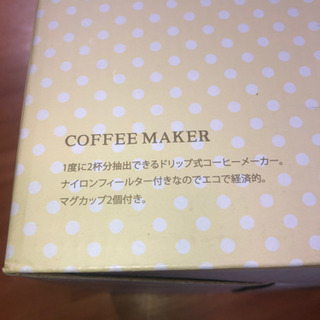 COFFEE MAKER
1度に2杯分抽出できるドリップ式コーヒーメーカー。
ナイロンフィールター付きなのでエコで経済的。
マグカップ2個付き。